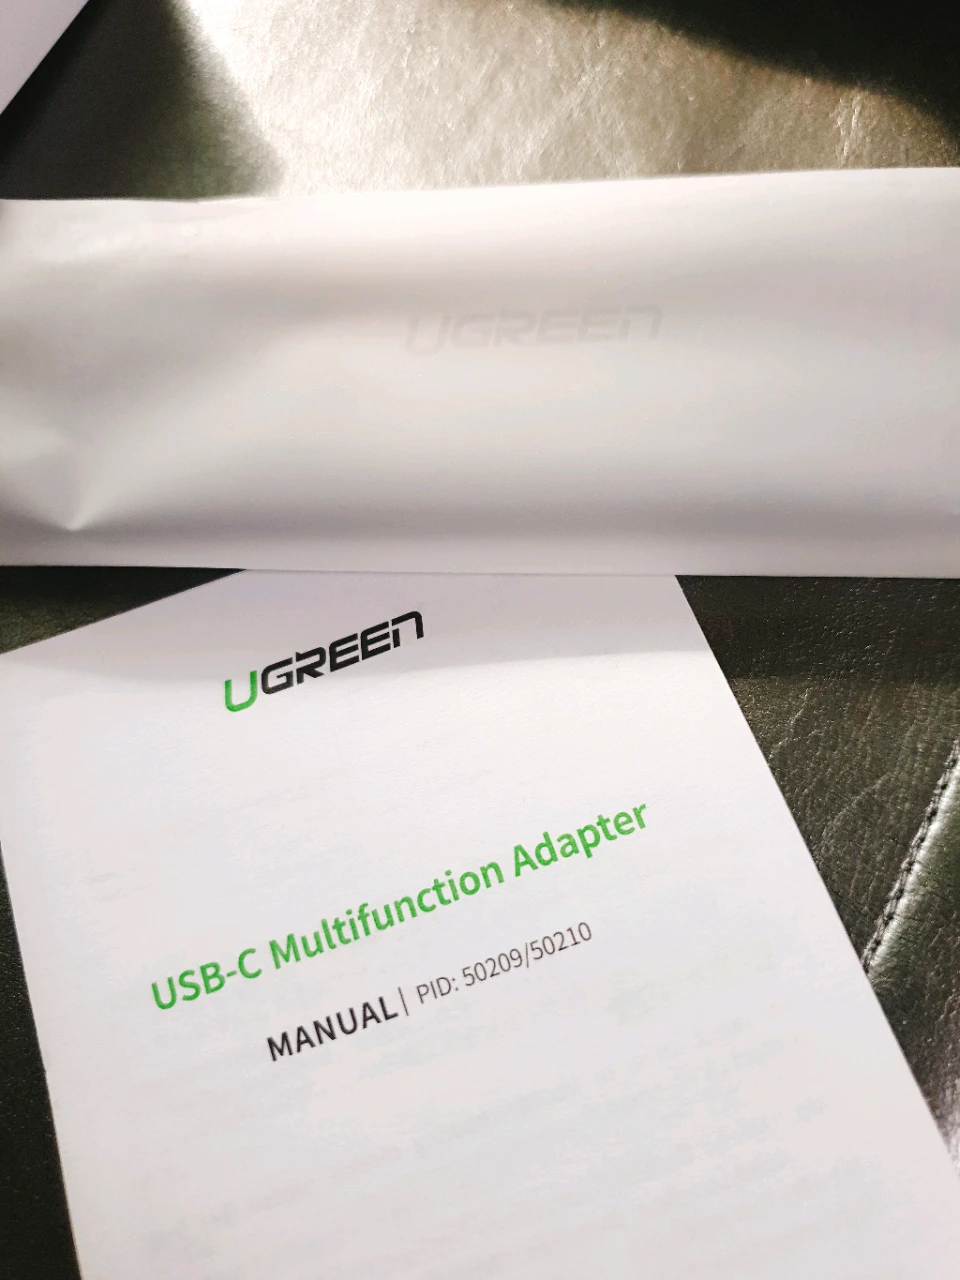 UGREEN
UGREEN
USB-C Multifunction Adapter
MANUAL| PID: 50209/50210